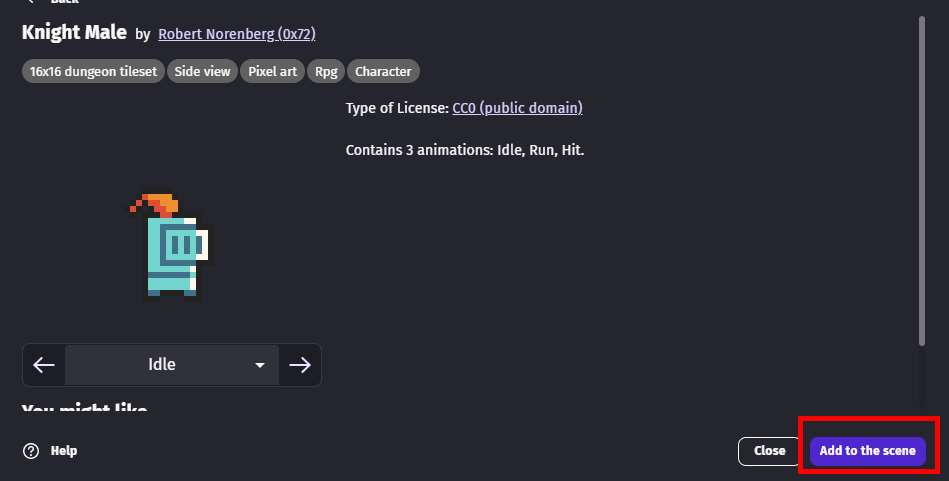 Back
Knight Male by Robert Norenberg (0x72)
16x16 dungeon tileset Side view Pixel art Rpg Character
Type of License: CC0 (public domain)
Contains 3 animations: Idle, Run, Hit.
Idle
You might like
Help Close Add to the scene